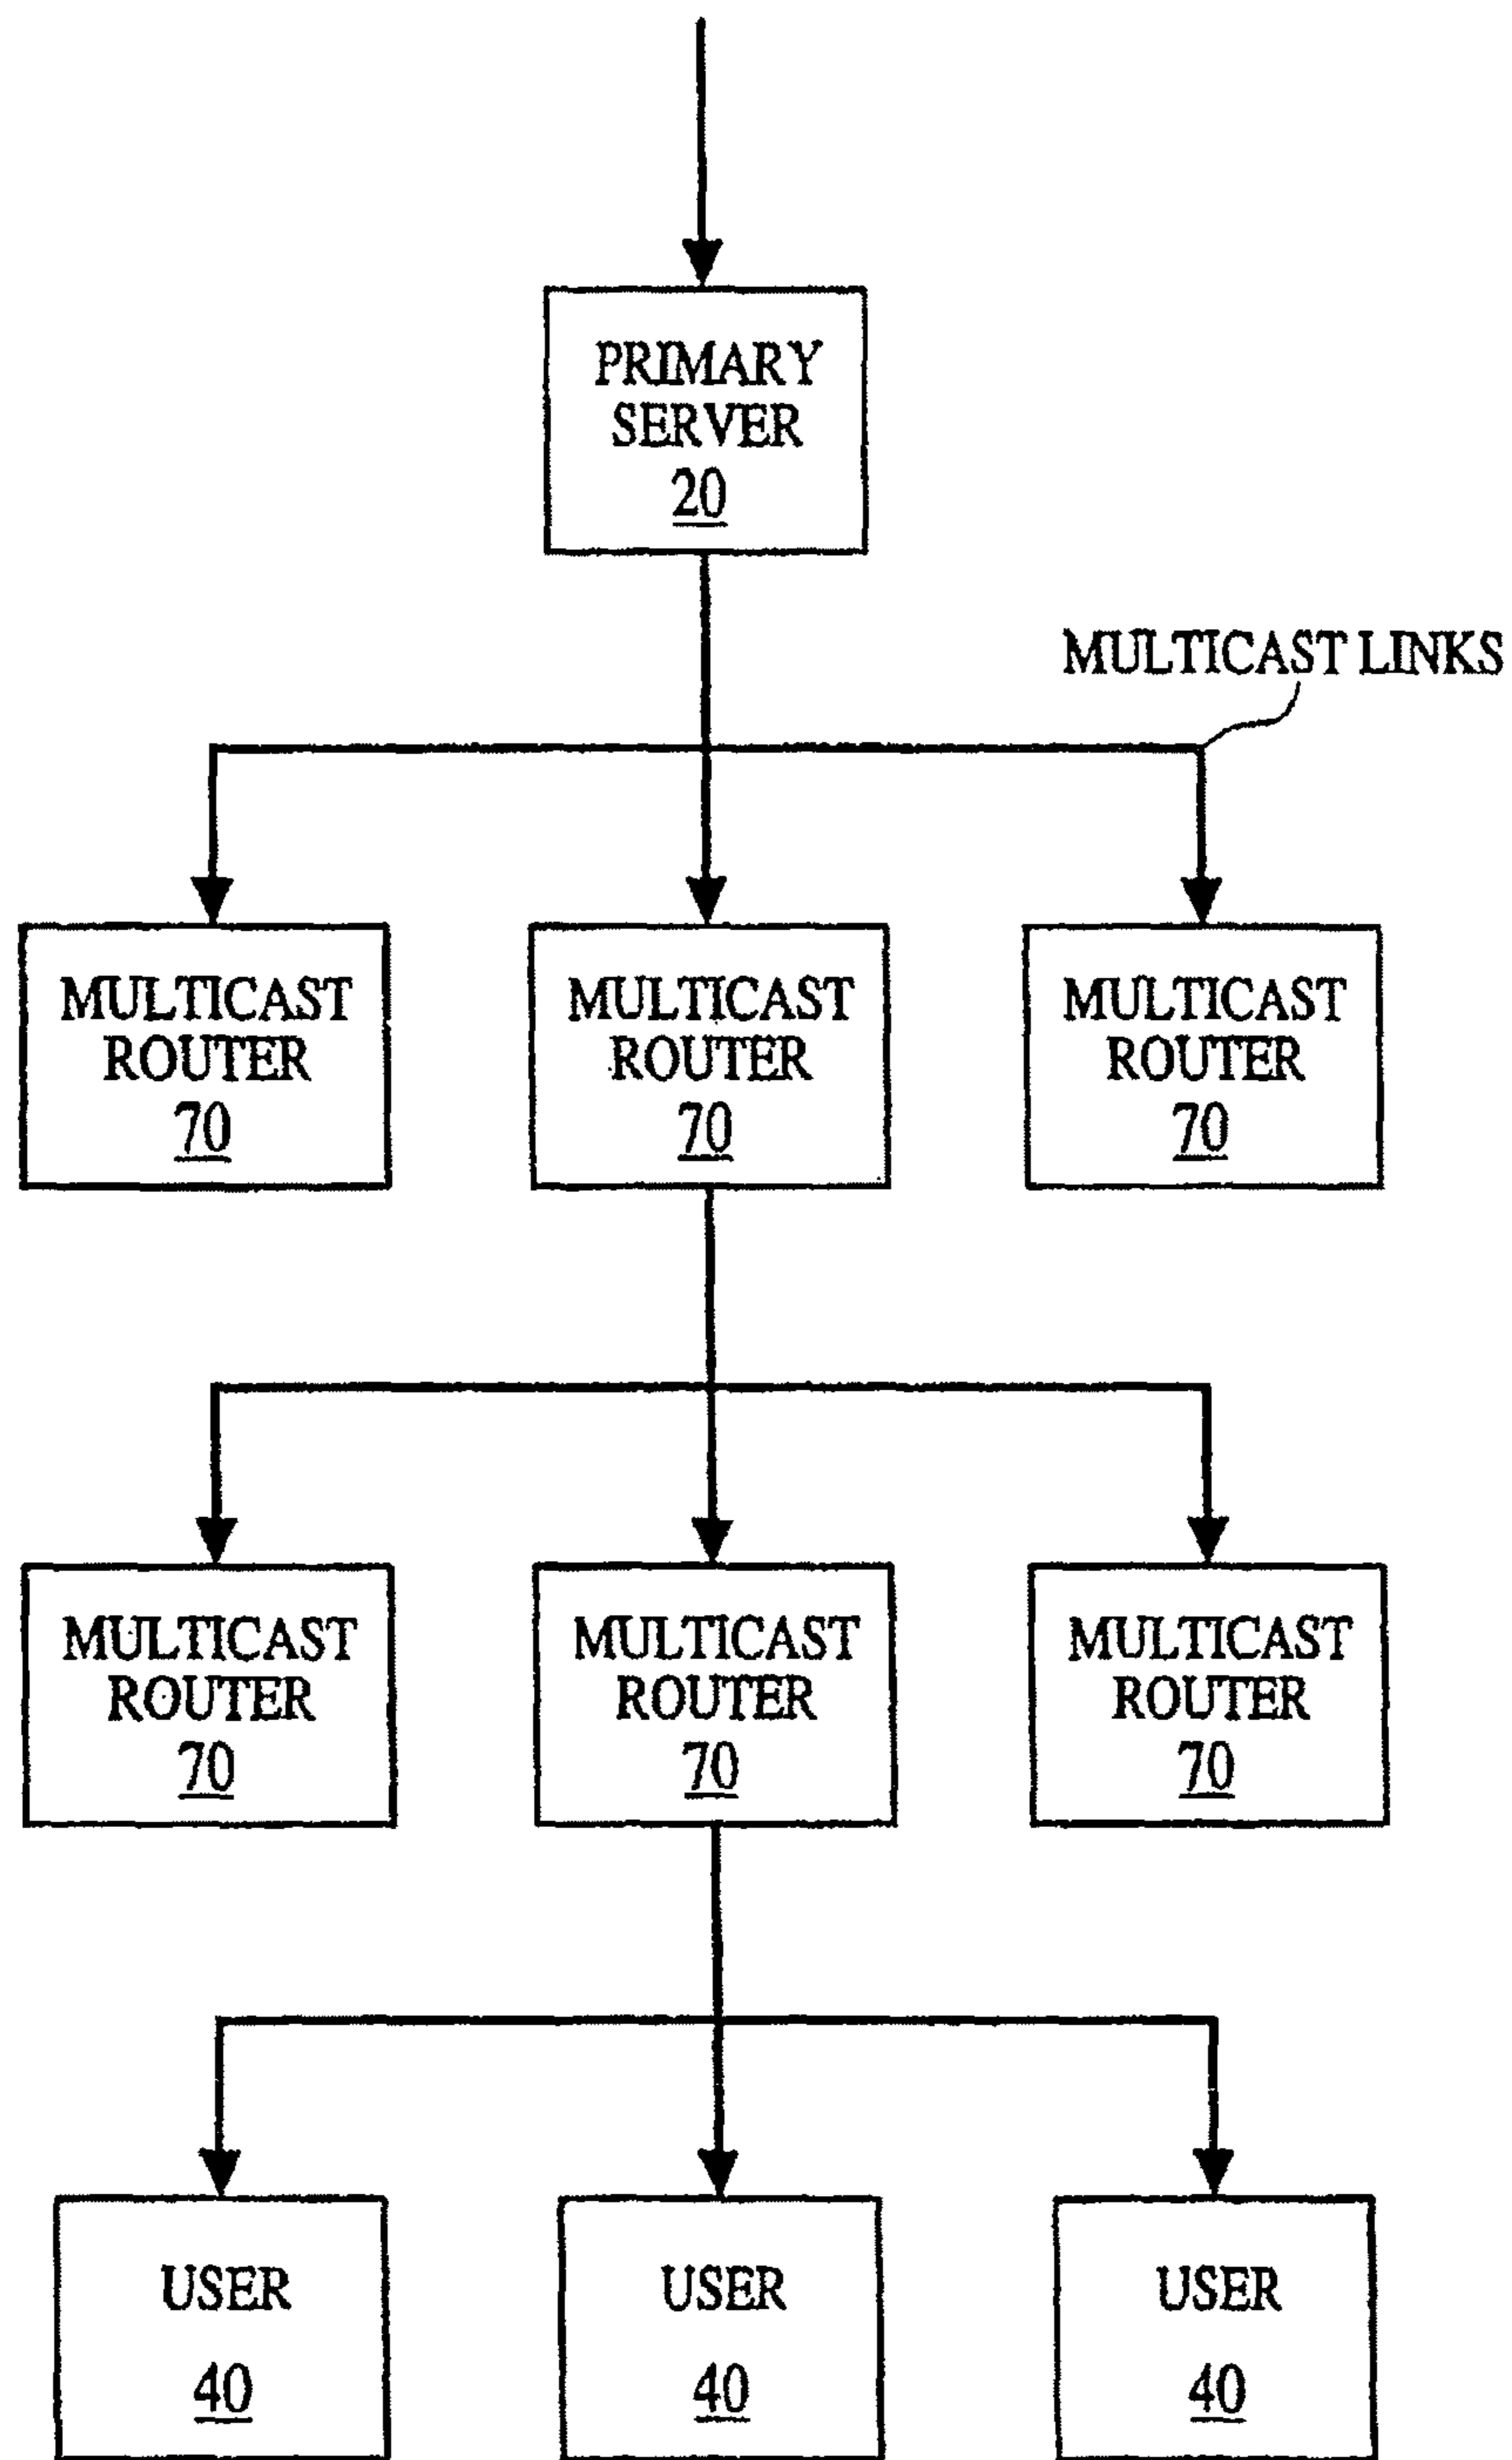 PRIMARY
SERVER
20
MULTICAST LINKS
MULTICAST
ROUTER
70
MULTICAST
ROUTER
70
MULTICAST
ROUTER
70
MULTICAST
ROUTER
70
MULTICAST
ROUTER
70
MULTICAST
ROUTER
70
USER
40
USER
40
USER
40